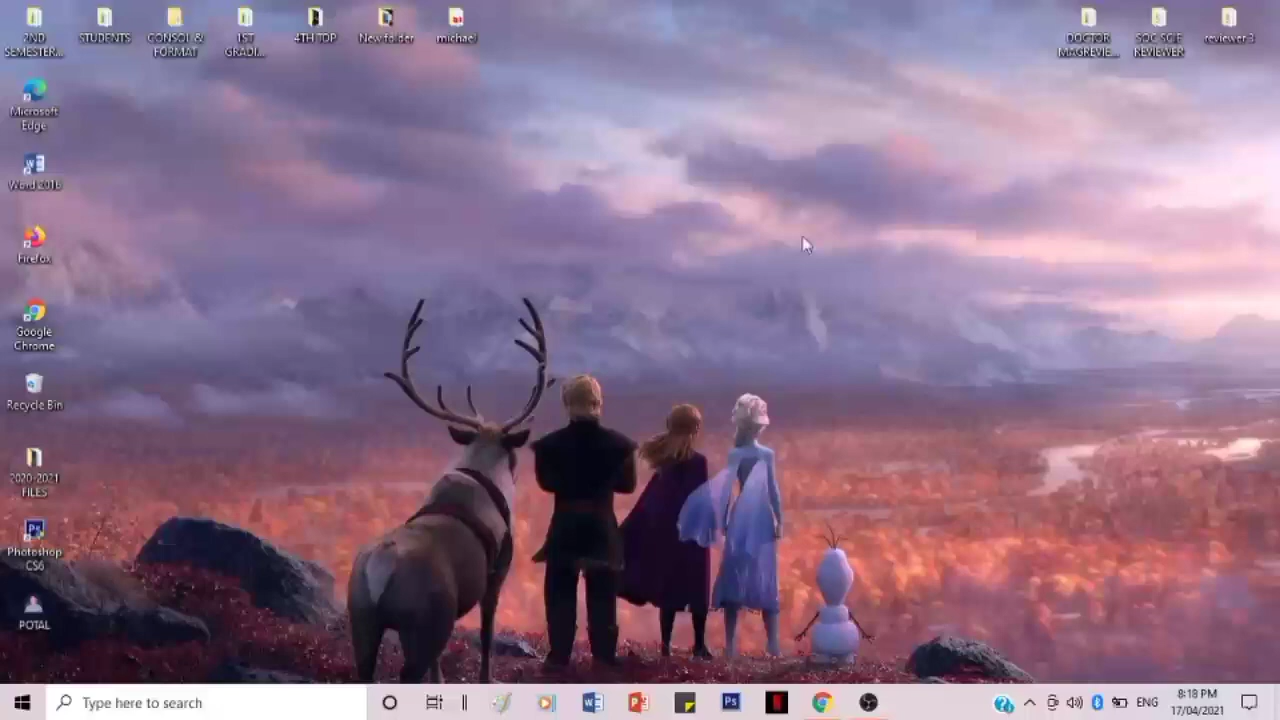 2ND
SEMESTER...
STUDENTS
CONSOL &
FORMAT
1ST
GRADI...
4TH TDP
New folder
michael
DOCTOR
MAGREVIE...
SOC SCIE
REVIEWER
reviewer 3
Microsoft
Edge
Word 2016
Firefox
Google
Chrome
Recycle Bin
2020-2021
FILES
Photoshop
CS6
POTAL
Type here to search
ENG
8:18 PM
17/04/2021